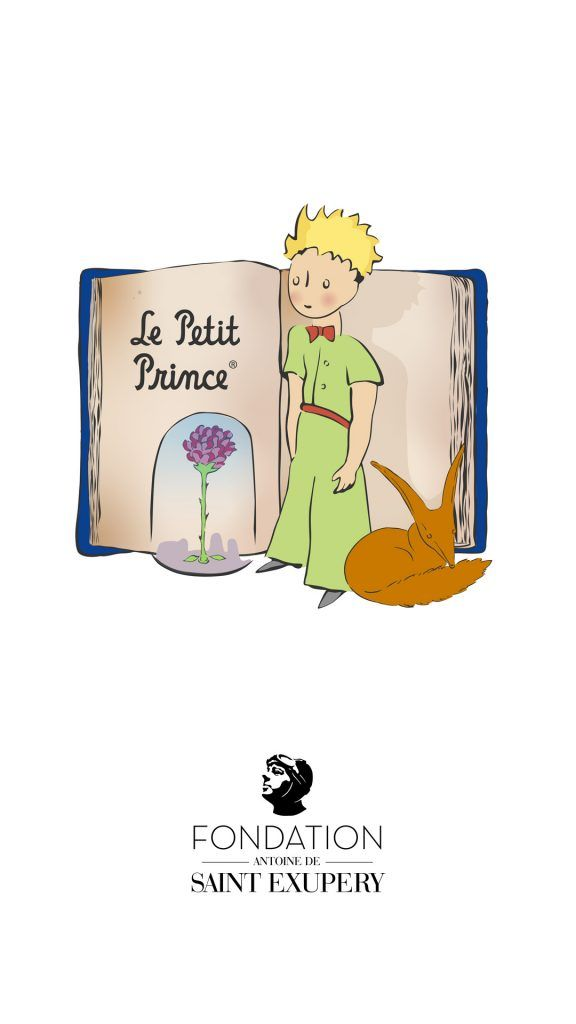 Le Petit
Prince®
FONDATION
ANTOINE DE
SAINT EXUPERY